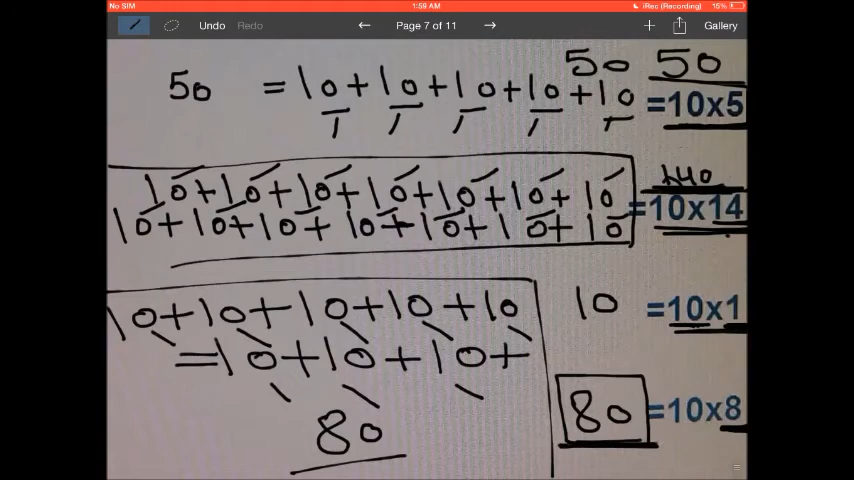 No SIM 1:59 AM iRec (Recording) 15%
Undo Redo Page 7 of 11 Gallery
50 50
50 =10+10+10+10+10 =10x5
140
10+10+10+10+10+10+10
10+10+10+10+10+10+10 =10x14
10+10+10+10+10 10 =10x1
=10+10+10+
80 80 =10x8